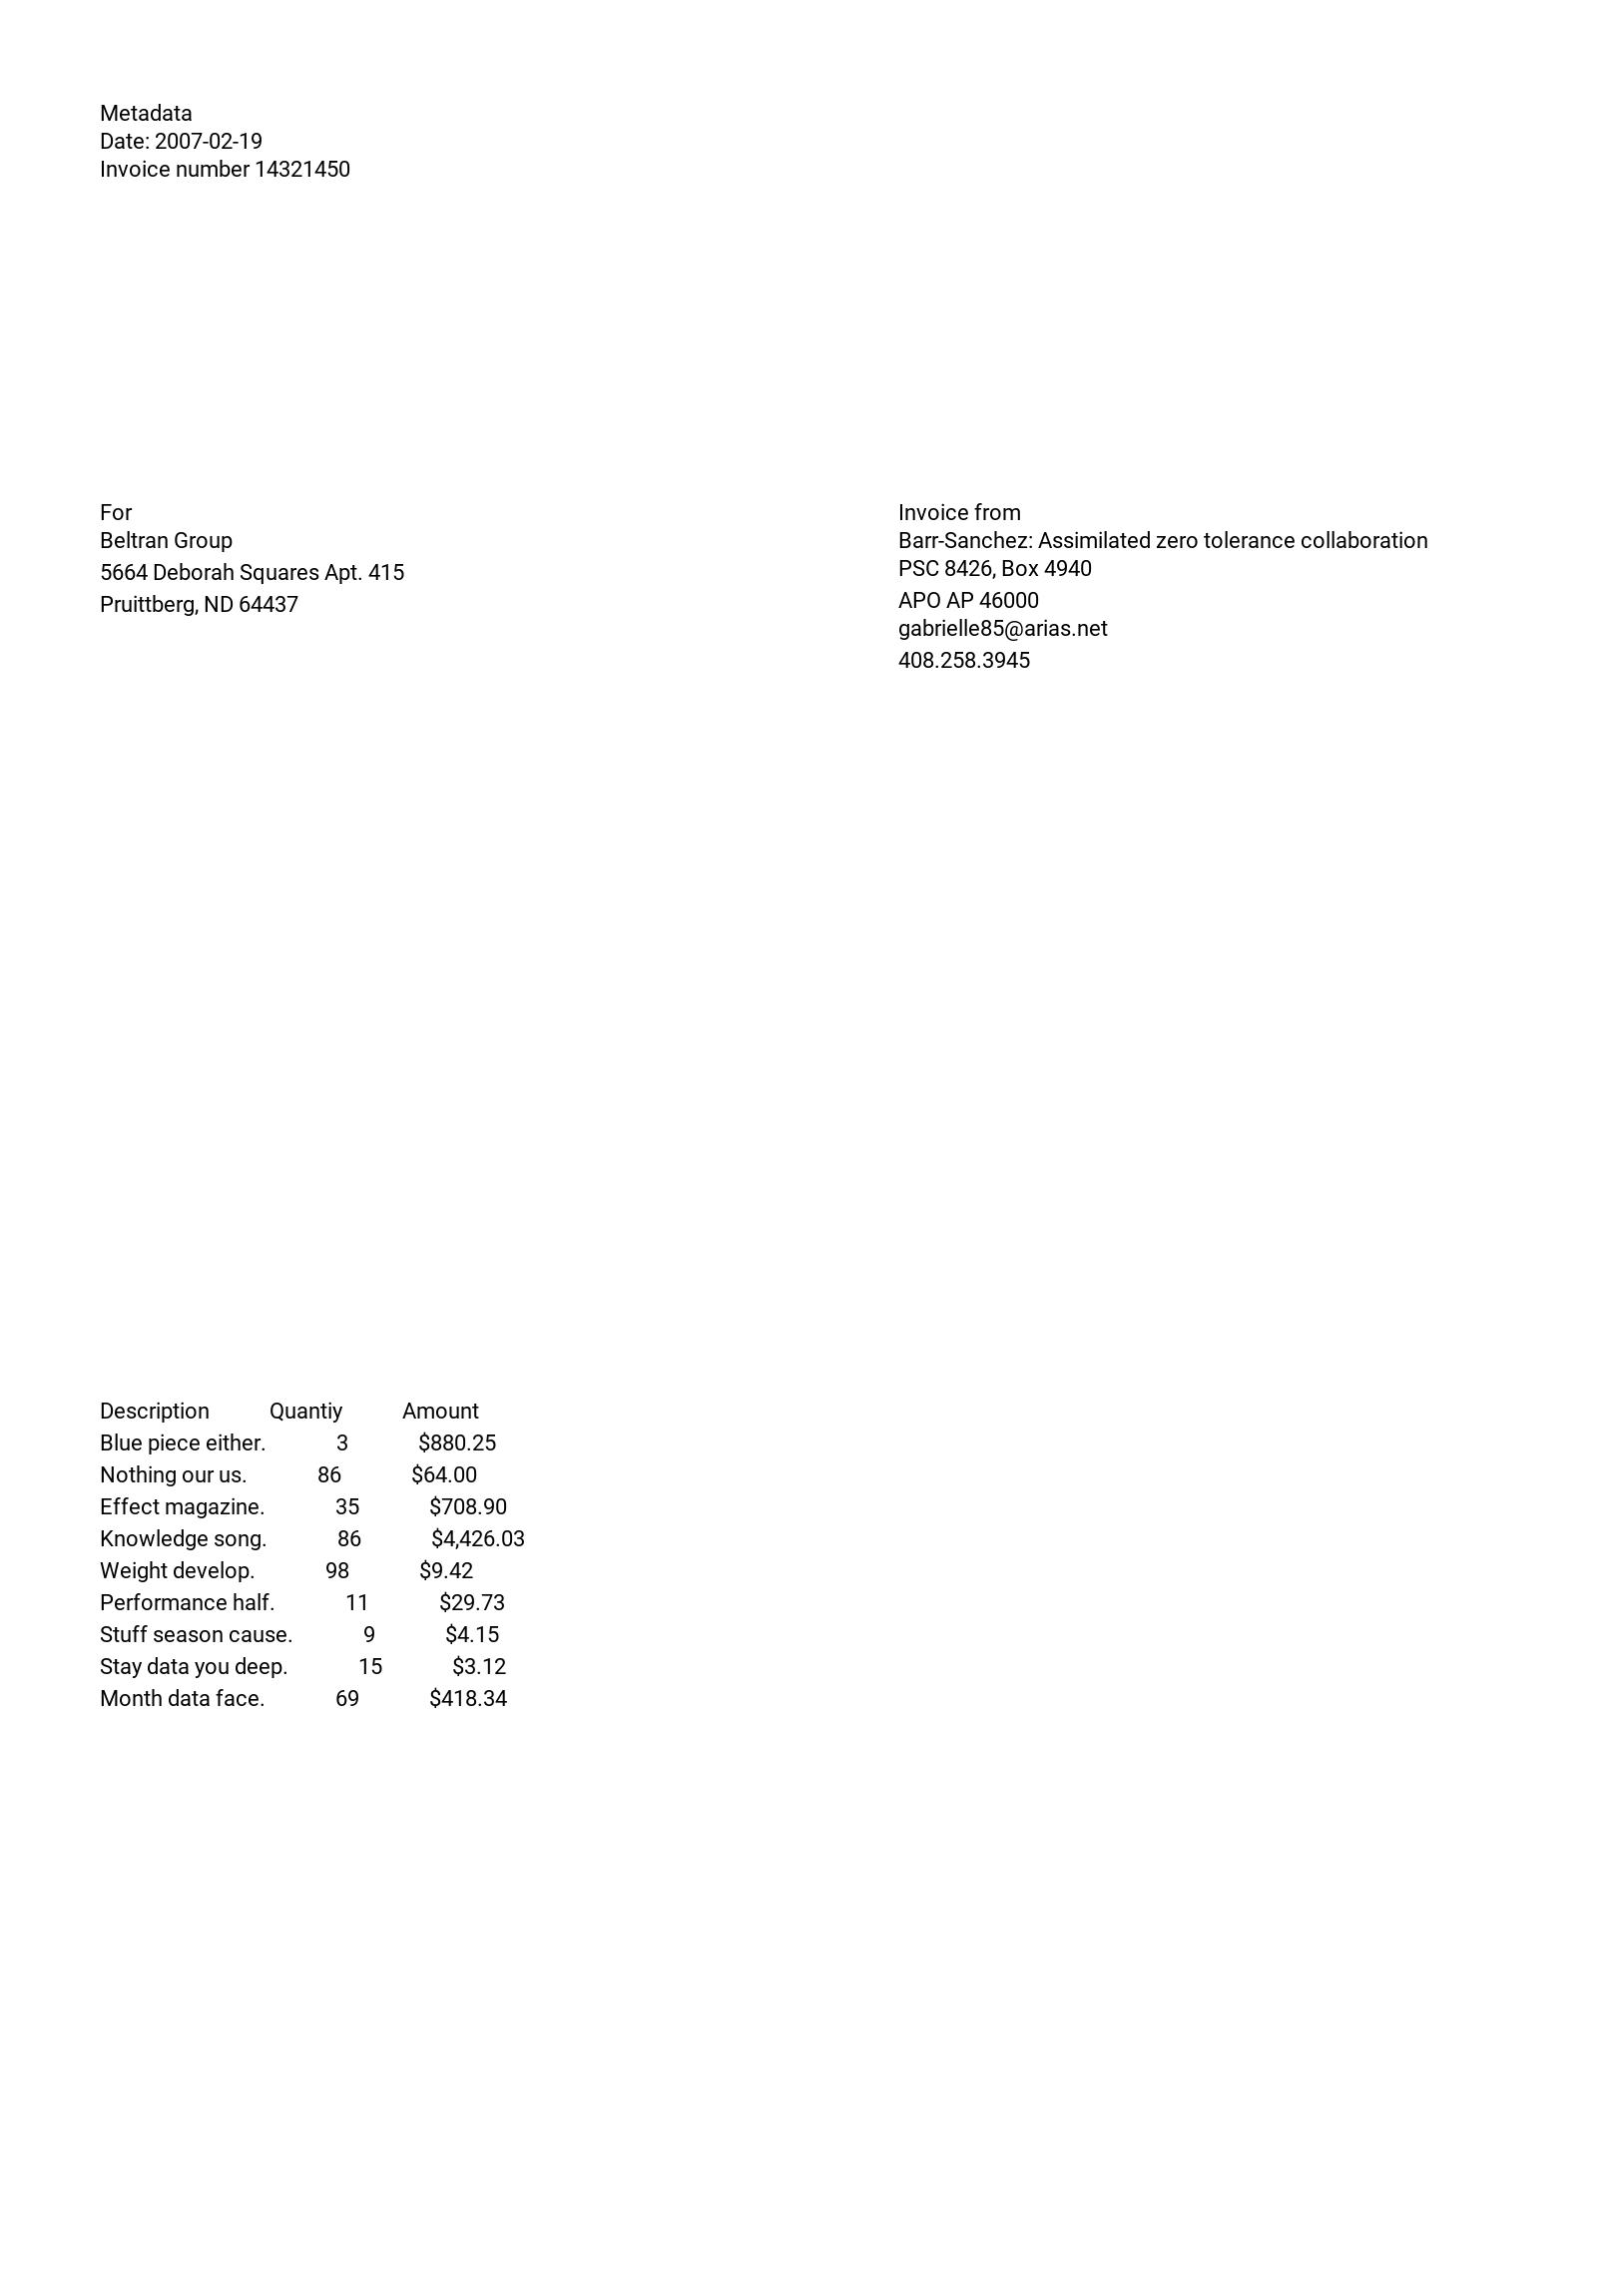 Metadata
Date: 2007-02-19
Invoice number 14321450
For
Beltran Group
5664 Deborah Squares Apt. 415
Pruittberg, ND 64437
Invoice from
Barr-Sanchez: Assimilated zero tolerance collaboration
PSC 8426, Box 4940
APO AP 46000
gabrielle85@arias.net
408.258.3945
Description Quantiy Amount
Blue piece either. 3 $880.25
Nothing our us. 86 $64.00
Effect magazine. 35 $708.90
Knowledge song. 86 $4,426.03
Weight develop. 98 $9.42
Performance half. 11 $29.73
Stuff season cause. 9 $4.15
Stay data you deep. 15 $3.12
Month data face. 69 $418.34